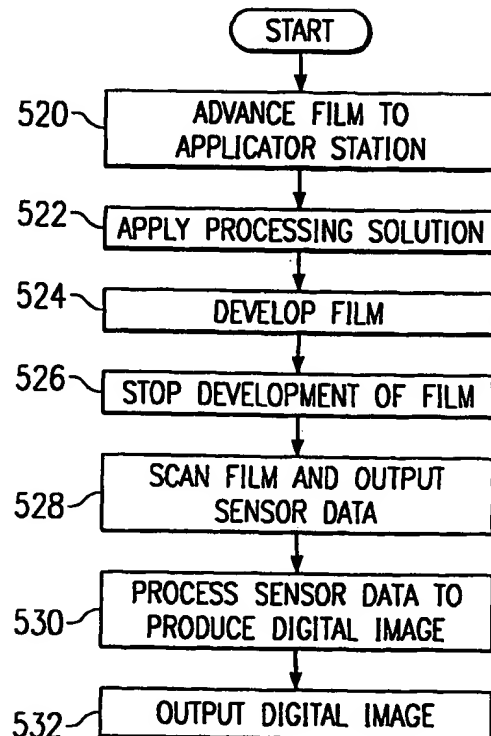 START
520
ADVANCE FILM TO
APPLICATOR STATION
522
APPLY PROCESSING SOLUTION
524
DEVELOP FILM
526
STOP DEVELOPMENT OF FILM
528
SCAN FILM AND OUTPUT
SENSOR DATA
530
PROCESS SENSOR DATA TO
PRODUCE DIGITAL IMAGE
532
OUTPUT DIGITAL IMAGE